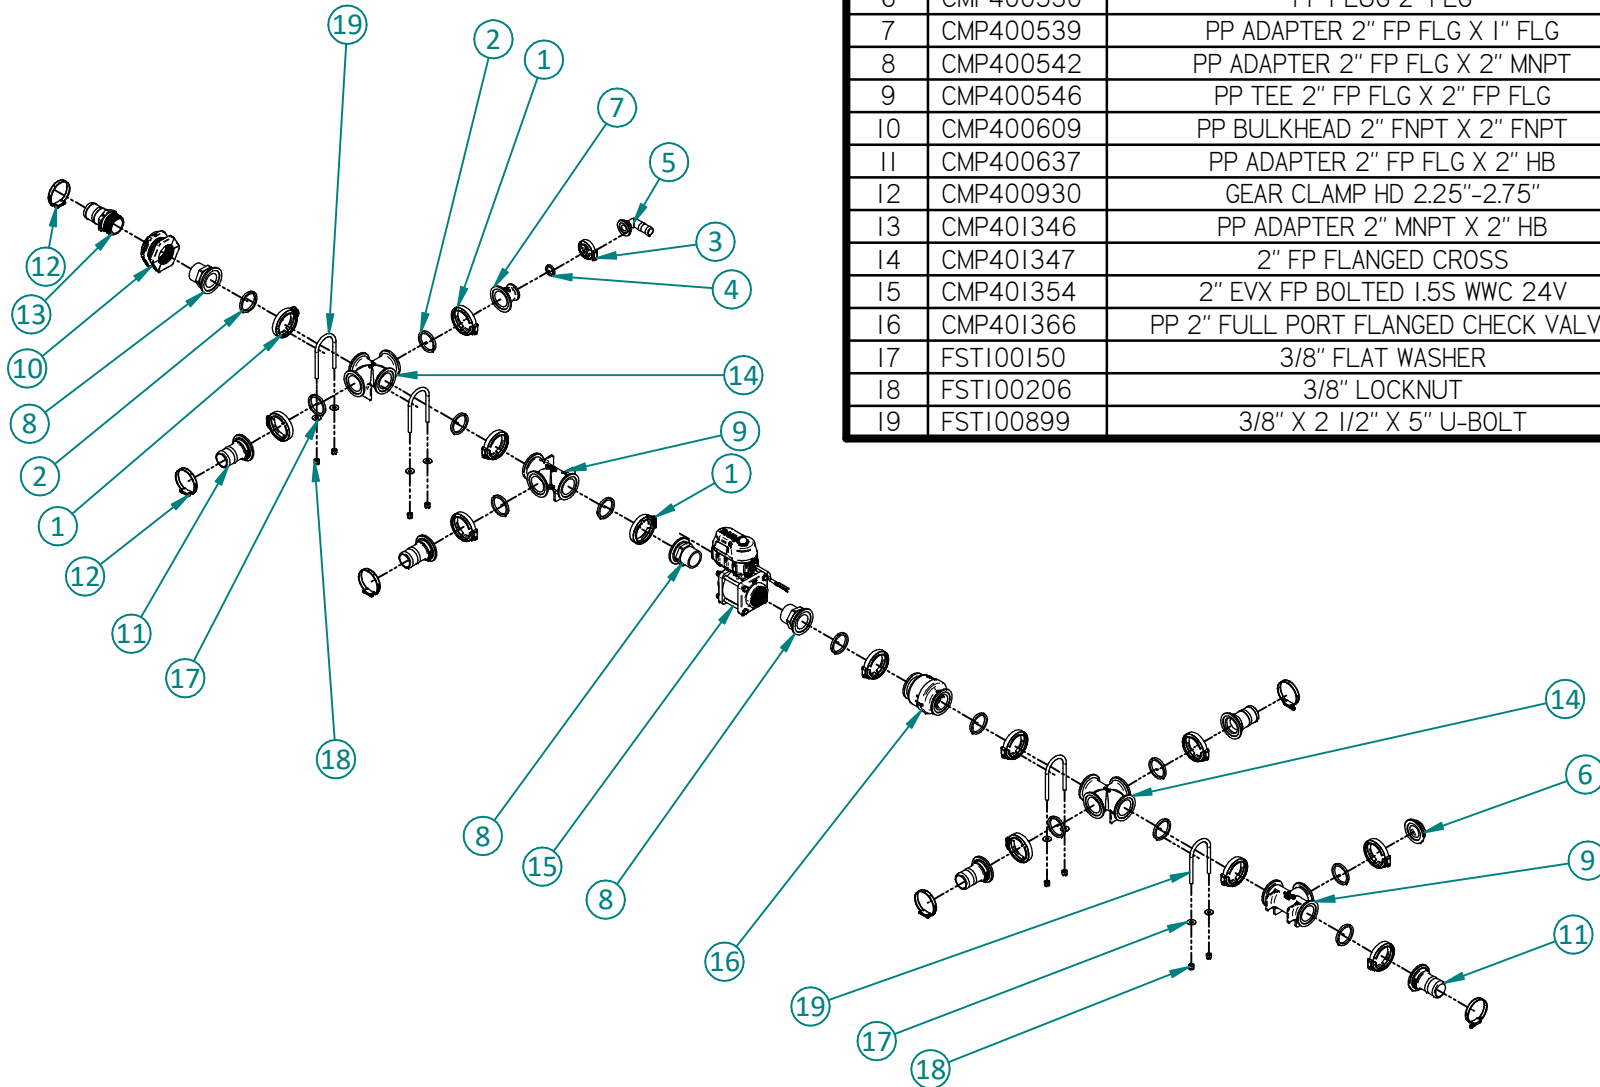 6 CMP400530 PP PLUG 2" FLG
7 CMP400539 PP ADAPTER 2" FP FLG X 1" FLG
8 CMP400542 PP ADAPTER 2" FP FLG X 2" MNPT
9 CMP400546 PP TEE 2" FP FLG X 2" FP FLG
10 CMP400609 PP BULKHEAD 2" FNPT X 2" FNPT
11 CMP400637 PP ADAPTER 2" FP FLG X 2" HB
12 CMP400930 GEAR CLAMP HD 2.25"-2.75"
13 CMP401346 PP ADAPTER 2" MNPT X 2" HB
14 CMP401347 2" FP FLANGED CROSS
15 CMP401354 2" EVX FP BOLTED 1.5S WWC 24V
16 CMP401366 PP 2" FULL PORT FLANGED CHECK VALV
17 FST100150 3/8" FLAT WASHER
18 FST100206 3/8" LOCKNUT
19 FST100899 3/8" X 2 1/2" X 5" U-BOLT
19
2
1
7
5
3
4
12
13
10
8
2
1
12
11
17
18
14
9
1
8
15
8
16
14
6
9
11
19
17
18